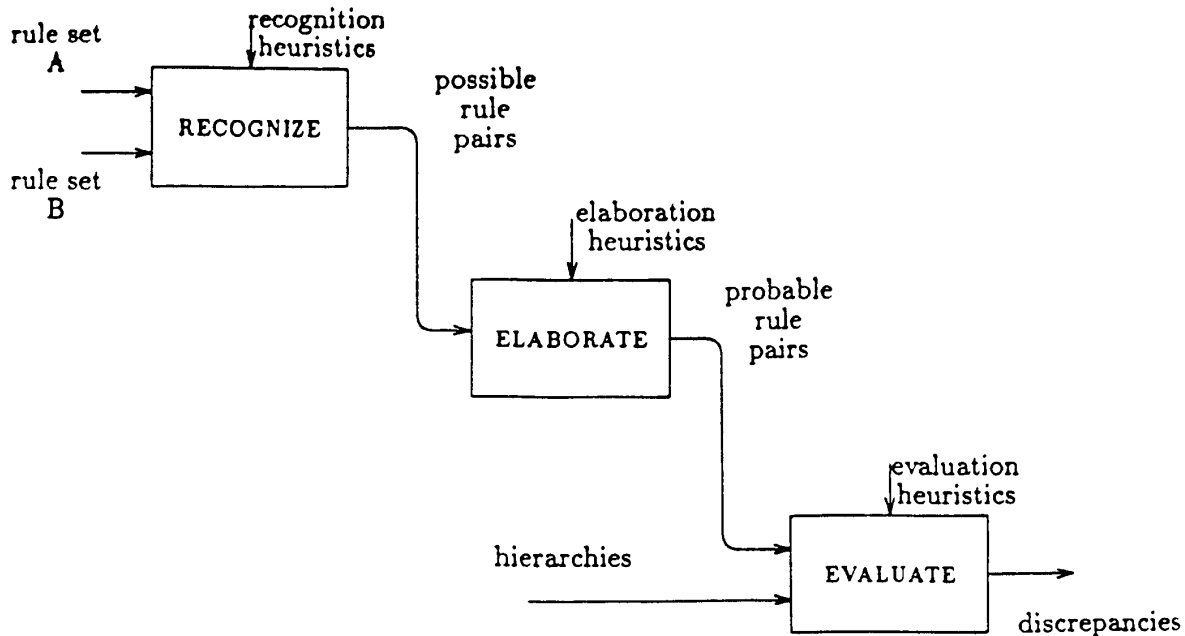 rule set
A
recognition
heuristics
RECOGNIZE
rule set
B
possible
rule
pairs
elaboration
heuristics
ELABORATE
probable
rule
pairs
evaluation
heuristics
hierarchies
EVALUATE
discrepancies